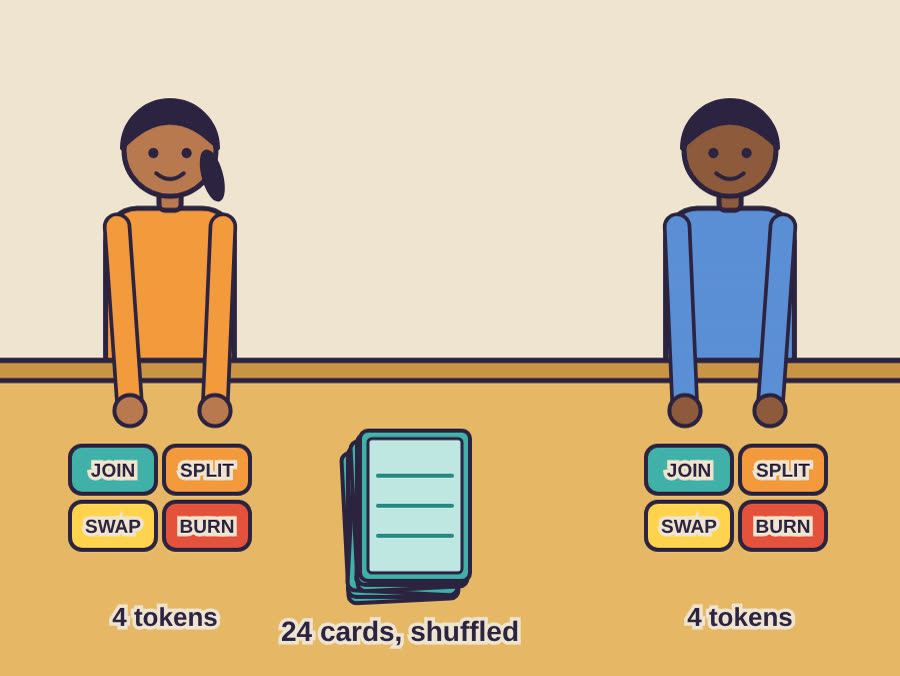 JOIN
SPLIT
SWAP
BURN
4 tokens
24 cards, shuffled
JOIN
SPLIT
SWAP
BURN
4 tokens